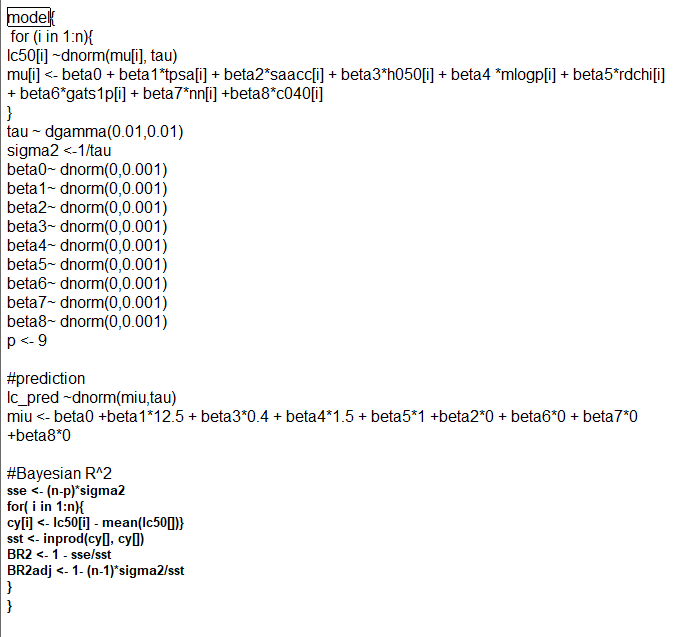 model{
for (i in 1:n){
lc50[i] ~dnorm(mu[i], tau)
mu[i] <- beta0 + beta1*tpsa[i] + beta2*saacc[i] + beta3*h050[i] + beta4 *mlogp[i] + beta5*rdchi[i]
+ beta6*gats1p[i] + beta7*nn[i] +beta8*c040[i]
}
tau ~ dgamma(0.01,0.01)
sigma2 <-1/tau
beta0~ dnorm(0,0.001)
beta1~ dnorm(0,0.001)
beta2~ dnorm(0,0.001)
beta3~ dnorm(0,0.001)
beta4~ dnorm(0,0.001)
beta5~ dnorm(0,0.001)
beta6~ dnorm(0,0.001)
beta7~ dnorm(0,0.001)
beta8~ dnorm(0,0.001)
p <- 9
#prediction
lc_pred ~dnorm(miu,tau)
miu <- beta0 +beta1*12.5 + beta3*0.4 + beta4*1.5 + beta5*1 +beta2*0 + beta6*0 + beta7*0
+beta8*0
#Bayesian R^2
sse <- (n-p)*sigma2
for( i in 1:n){
cy[i] <- lc50[i] - mean(lc50[])}
sst <- inprod(cy[], cy[])
BR2 <- 1 - sse/sst
BR2adj <- 1- (n-1)*sigma2/sst
}
}